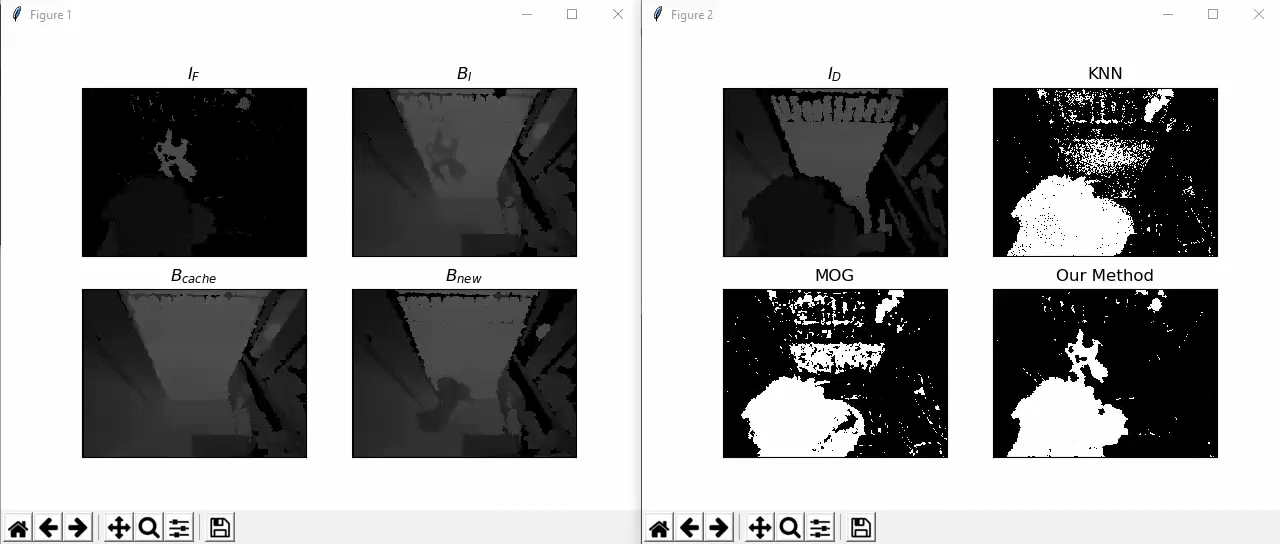 Figure 1
I_F
B_I
B_cache
B_new
Figure 2
I_D
KNN
MOG
Our Method